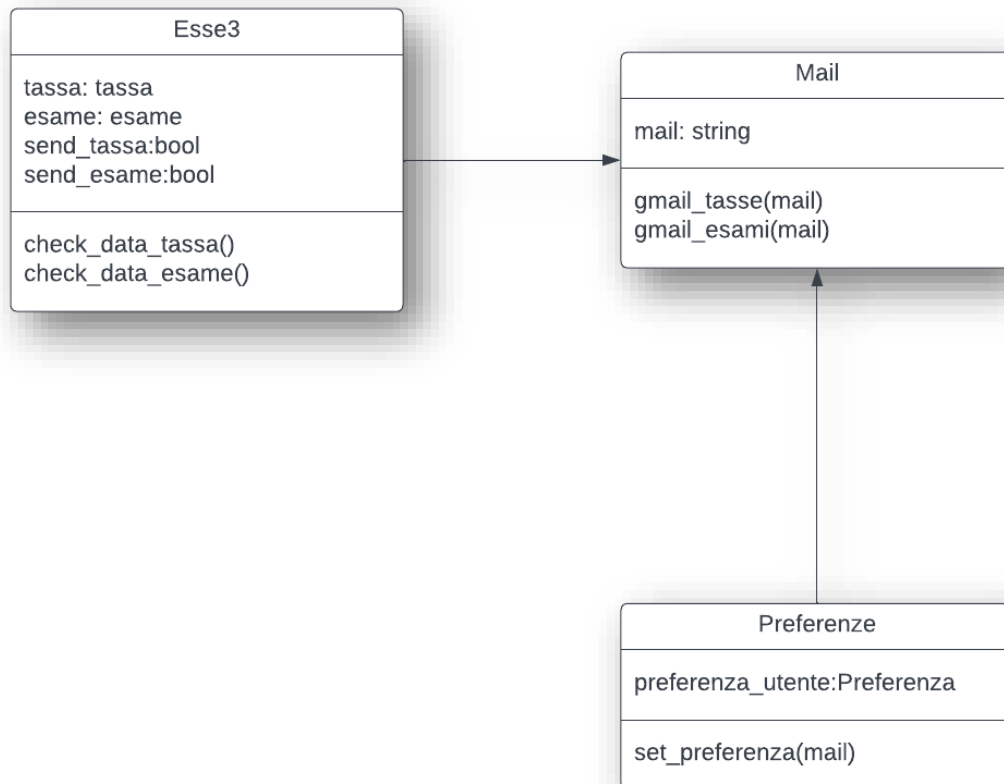 Esse3
tassa: tassa
esame: esame
send_tassa:bool
send_esame:bool
check_data_tassa()
check_data_esame()
Mail
mail: string
gmail_tasse(mail)
gmail_esami(mail)
Preferenze
preferenza_utente:Preferenza
set_preferenza(mail)